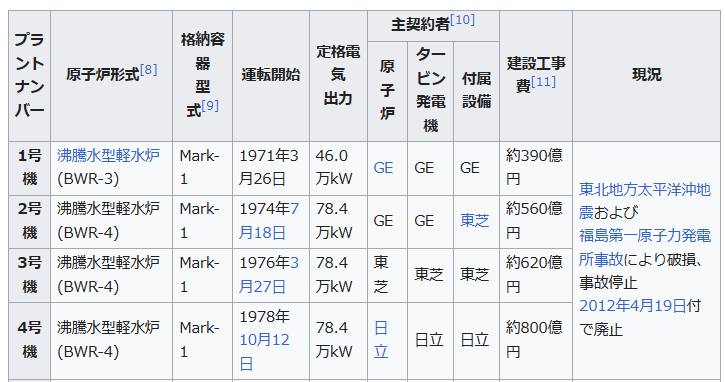 プラ
ントナン
バー
原子炉形式[8]
格納容
器
型
式[9]
運転開始
定格電
気
出力
主契約者[10]
原
子
炉
ター
ビン
発電
機
付属
設備
建設工事
費[11]
現況
1号
機
沸騰水型軽水炉
(BWR-3)
Mark-
1
1971年3
月26日
46.0
万kW
GE
GE
GE
約390億
円
2号
機
沸騰水型軽水炉
(BWR-4)
Mark-
1
1974年7
月18日
78.4
万kW
GE
GE
東芝
約560億
円
3号
機
沸騰水型軽水炉
(BWR-4)
Mark-
1
1976年3
月27日
78.4
万kW
東
芝
東芝
東芝
約620億
円
4号
機
沸騰水型軽水炉
(BWR-4)
Mark-
1
1978年
10月12
日
78.4
万kW
日
立
日立
日立
約800億
円
東北地方太平洋沖地
震および
福島第一原子力発電
所事故により破損、
事故停止
2012年4月19日付
で廃止